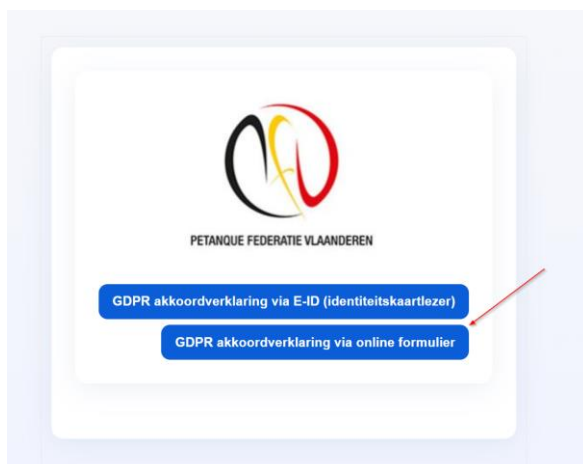 PETANQUE FEDERATIE VLAANDEREN
GDPR akkoordverklaring via E-ID (identiteitskaartlezer)
GDPR akkoordverklaring via online formulier